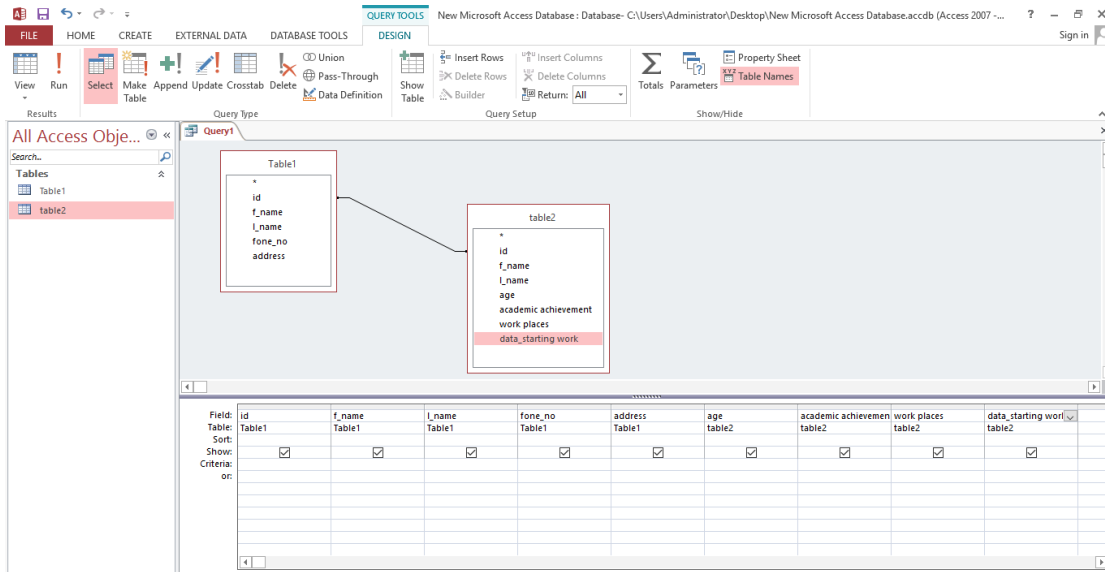 QUERY TOOLS New Microsoft Access Database : Database- C:\Users\Administrator\Desktop\New Microsoft Access Database.accdb (Access 2007 -... ?
FILE HOME CREATE EXTERNAL DATA DATABASE TOOLS DESIGN Sign in
View Run Select Make Table Append Update Crosstab Delete
Union
Pass-Through
Data Definition
Show Table
Insert Rows
Delete Rows
Builder
Insert Columns
Delete Columns
Return: All
Totals Parameters
Property Sheet
XYZ Table Names
Results Query Type Query Setup Show/Hide
All Access Obje... «
Search..
Tables
Table1
table2
Query1
Table1
*
id
f_name
l_name
fone_no
address
table2
*
id
f_name
l_name
age
academic achievement
work places
data_starting work
Field: id f_name l_name fone_no address age academic achievemen work places data_starting worl
Table: Table1 Table1 Table1 Table1 Table1 table2 table2 table2 table2
Sort:
Show:
Criteria:
or: